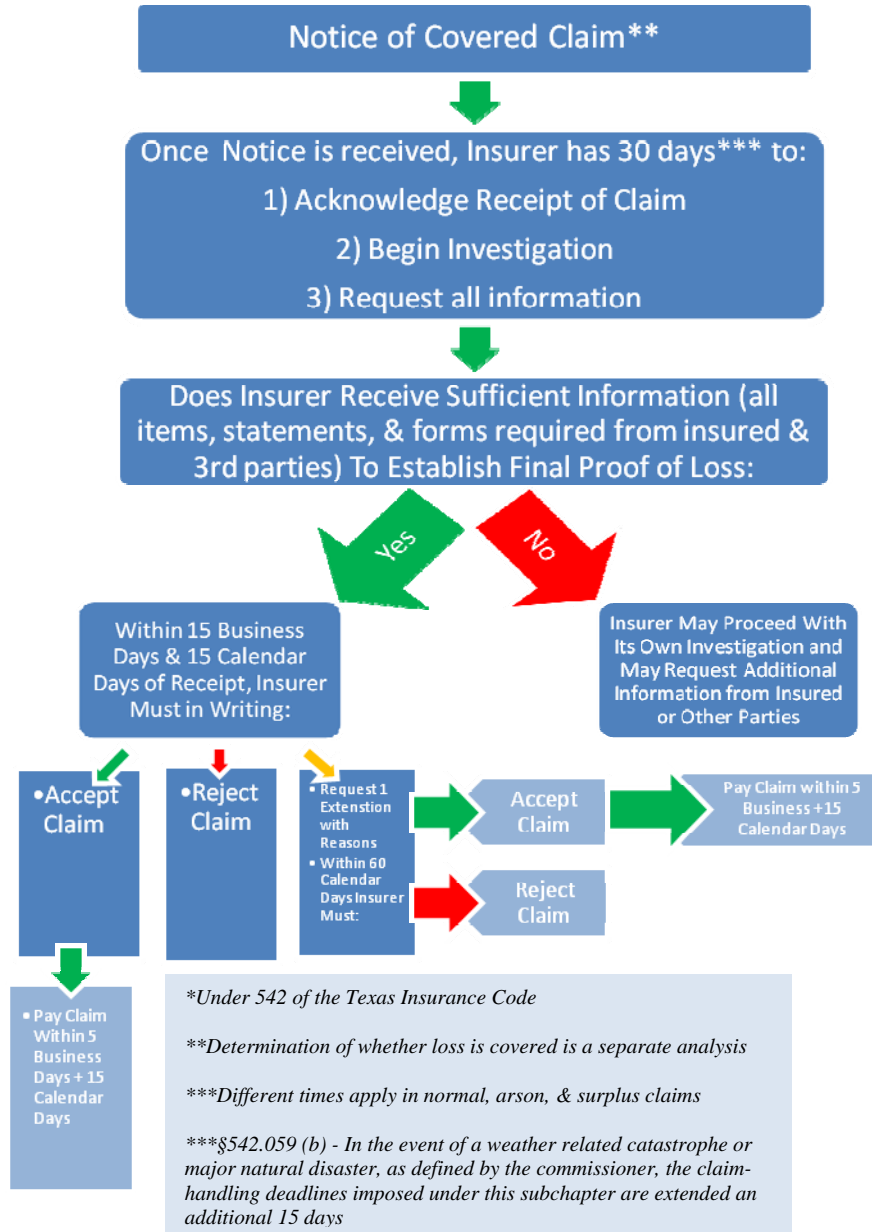 Notice of Covered Claim**
Once Notice is received, Insurer has 30 days*** to:
1) Acknowledge Receipt of Claim
2) Begin Investigation
3) Request all information
Does Insurer Receive Sufficient Information (all
items, statements, & forms required from insured &
3rd parties) To Establish Final Proof of Loss:
Yes
No
Within 15 Business
Days & 15 Calendar
Days of Receipt, Insurer
Must in Writing:
Insurer May Proceed With
Its Own Investigation and
May Request Additional
Information from Insured
or Other Parties
•Accept
Claim
•Reject
Claim
• Request 1
Extenstion
with
Reasons
• Within 60
Calendar
Days Insurer
Must:
Accept
Claim
Pay Claim within 5
Business +15
Calendar Days
Reject
Claim
• Pay Claim
Within 5
Business
Days + 15
Calendar
Days
*Under 542 of the Texas Insurance Code
**Determination of whether loss is covered is a separate analysis
***Different times apply in normal, arson, & surplus claims
***§542.059 (b) - In the event of a weather related catastrophe or
major natural disaster, as defined by the commissioner, the claim-
handling deadlines imposed under this subchapter are extended an
additional 15 days